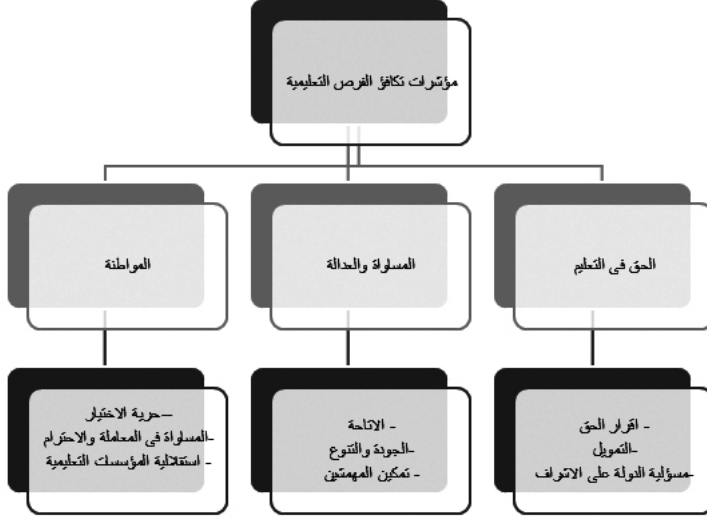 مؤشرات تكافؤ الفرص التعليمية
الحق فى التعليم
المساواة والعدالة
المواطنة
- اقرار الحق
-التمويل
-مسؤلية الدولة على الاشراف
- الاتاحة
-الجودة والتنوع
- تمكين المهمشين
–حرية الاختيار
-المساواة فى المعاملة والاحترام
- استقلالية المؤسسات التعليمية